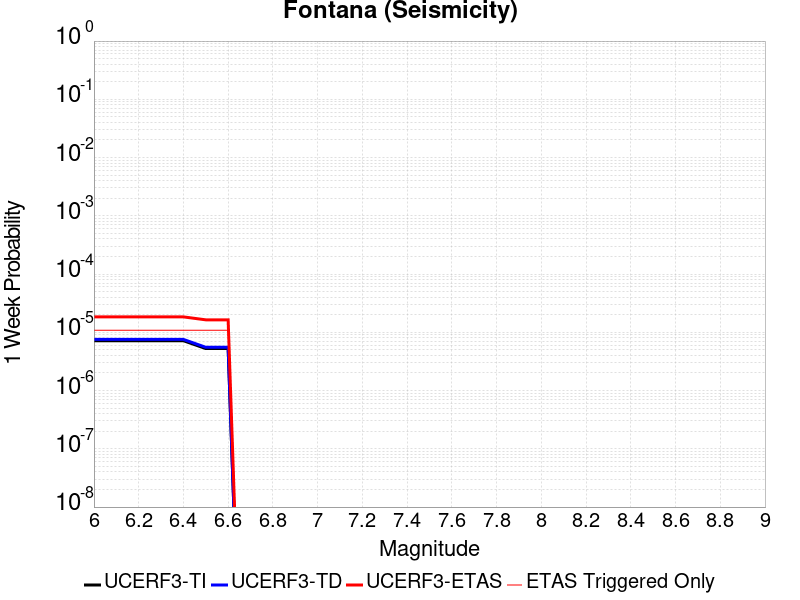 Fontana (Seismicity)
10^0
10^-1
10^-2
10^-3
10^-4
10^-5
10^-6
10^-7
10^-8
1 Week Probability
6 6.2 6.4 6.6 6.8 7 7.2 7.4 7.6 7.8 8 8.2 8.4 8.6 8.8 9
Magnitude
UCERF3-TI UCERF3-TD UCERF3-ETAS ETAS Triggered Only